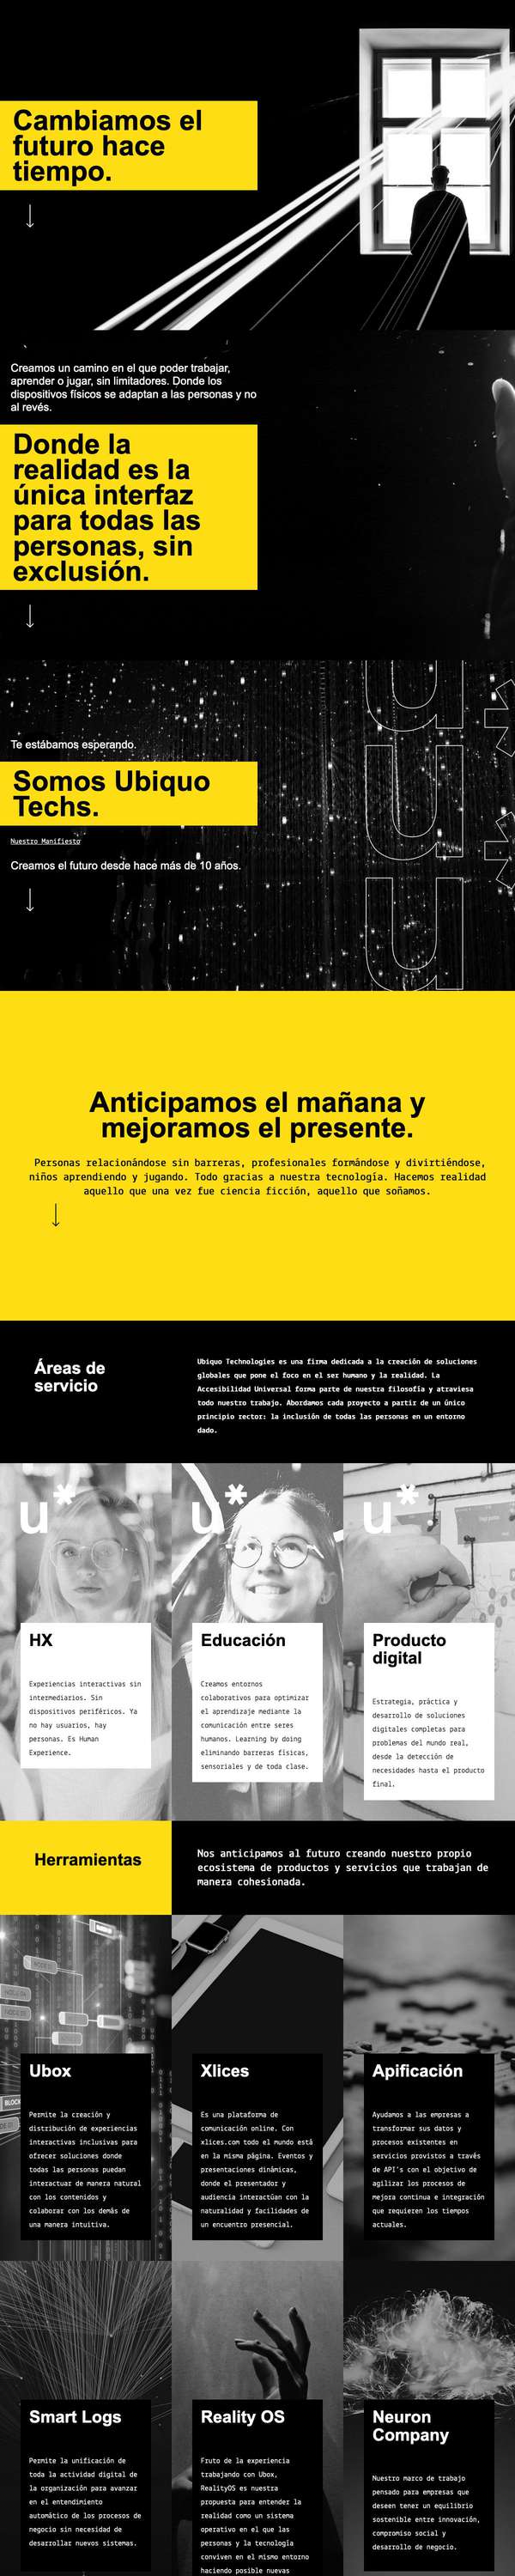 Cambiamos el
futuro hace
tiempo.
Creamos un camino en el que poder trabajar,
aprender o jugar, sin limitadores. Donde los
dispositivos físicos se adaptan a las personas y no
al revés.
Donde la
realidad es la
única interfaz
para todas las
personas, sin
exclusión.
Te estábamos esperando.
Somos Ubiquo
Techs.
Nuestro Manifiesto
Creamos el futuro desde hace más de 10 años.
u
u
u
Anticipamos el mañana y
mejoramos el presente.
Personas relacionándose sin barreras, profesionales formándose y divirtiéndose,
niños aprendiendo y jugando. Todo gracias a nuestra tecnología. Hacemos realidad
aquello que una vez fue ciencia ficción, aquello que soñamos.
Áreas de
servicio
Ubiquo Technologies es una firma dedicada a la creación de soluciones
globales que pone el foco en el ser humano y la realidad. La
Accesibilidad Universal forma parte de nuestra filosofía y atraviesa
todo nuestro trabajo. Abordamos cada proyecto a partir de un único
principio rector: la inclusión de todas las personas en un entorno
dado.
u*
HX
Experiencias interactivas sin
intermediarios. Sin
dispositivos periféricos. Ya
no hay usuarios, hay
personas. Es Human
Experience.
u*
Educación
Creamos entornos
colaborativos para optimizar
el aprendizaje mediante la
comunicación entre seres
humanos. Learning by doing
eliminando barreras físicas,
sensoriales y de toda clase.
u*
Producto
digital
Estrategia, práctica y
desarrollo de soluciones
digitales completas para
problemas del mundo real,
desde la detección de
necesidades hasta el producto
final.
Herramientas
Nos anticipamos al futuro creando nuestro propio
ecosistema de productos y servicios que trabajan de
manera cohesionada.
Ubox
Permite la creación y
distribución de experiencias
interactivas inclusivas para
ofrecer soluciones donde
todas las personas puedan
interactuar de manera natural
con los contenidos y
colaborar con los demás de
una manera intuitiva.
Xlices
Es una plataforma de
comunicación online. Con
xlices.com todo el mundo está
en la misma página. Eventos y
presentaciones dinámicas,
donde el presentador y
audiencia interactúan con la
naturalidad y facilidades de
un encuentro presencial.
Apificación
Ayudamos a las empresas a
transformar sus datos y
procesos existentes en
servicios provistos a través
de API's con el objetivo de
agilizar los procesos de
mejora continua e integración
que requieren los tiempos
actuales.
Smart Logs
Permite la unificación de
toda la actividad digital de
la organización para avanzar
en el entendimiento
automático de los procesos de
negocio sin necesidad de
desarrollar nuevos sistemas.
Reality OS
Fruto de la experiencia
trabajando con Ubox,
RealityOS es nuestra
propuesta para entender la
realidad como un sistema
operativo en el que las
personas y la tecnología
conviven en el mismo entorno
haciendo posible nuevas
Neuron
Company
Nuestro marco de trabajo
pensado para empresas que
deseen tener un equilibrio
sostenible entre innovación,
compromiso social y
desarrollo de negocio.